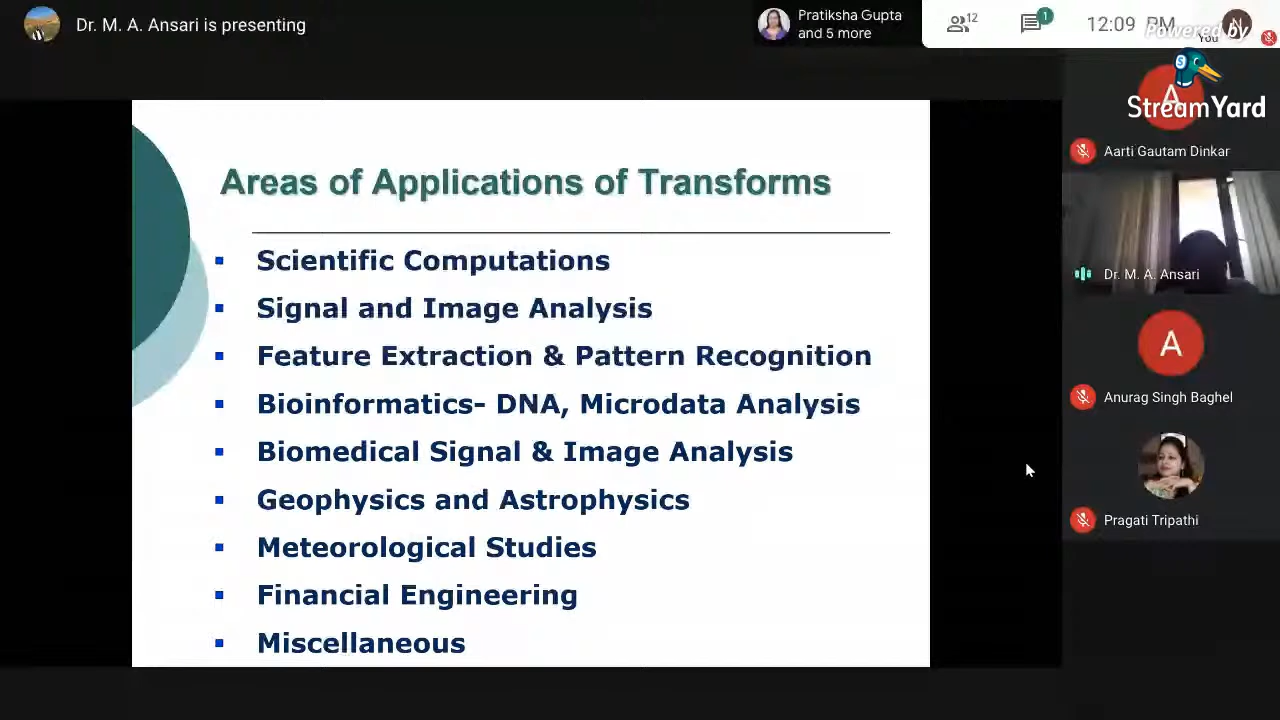 Dr. M. A. Ansari is presenting
Pratiksha Gupta
and 5 more
12
1
12:09 PM
N
You
Powered by
S
StreamYard
A
Aarti Gautam Dinkar
Areas of Applications of Transforms
▪ Scientific Computations
▪ Signal and Image Analysis
▪ Feature Extraction & Pattern Recognition
▪ Bioinformatics- DNA, Microdata Analysis
▪ Biomedical Signal & Image Analysis
▪ Geophysics and Astrophysics
▪ Meteorological Studies
▪ Financial Engineering
▪ Miscellaneous
Dr. M. A. Ansari
A
Anurag Singh Baghel
Pragati Tripathi